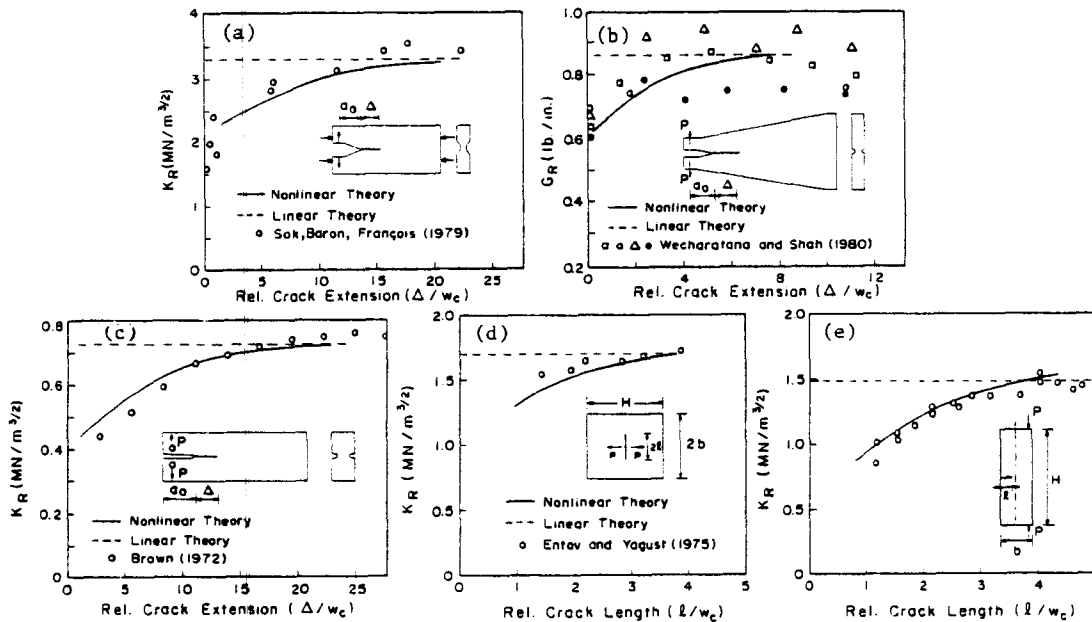 (a)
4
3
2
1
0
K_R (MN/m^3/2)
Nonlinear Theory
Linear Theory
Sok, Baron, François (1979)
0 5 10 15 20 25
Rel. Crack Extension (Δ/w_c)
(b)
1.0
0.8
0.6
0.4
0.2
G_R (lb/in.)
P
P
Nonlinear Theory
Linear Theory
Wecharatana and Shah (1980)
0 4 8 12
Rel. Crack Extension (Δ/w_c)
(c)
0.8
0.6
0.4
0.2
0
K_R (MN/m^3/2)
P
P
Δ
Nonlinear Theory
Linear Theory
Brown (1972)
0 5 10 15 20 25
Rel. Crack Extension (Δ/w_c)
(d)
2.0
1.5
1.0
0.5
0
K_R (MN/m^3/2)
H
2b
2ℓ
P P
Nonlinear Theory
Linear Theory
Entov and Yagust (1975)
0 1 2 3 4 5
Rel. Crack Length (ℓ/w_c)
(e)
2.0
1.5
1.0
0.5
0
K_R (MN/m^3/2)
P
H
ℓ
P
b
0 1 2 3 4 5
Rel. Crack Length (ℓ/w_c)